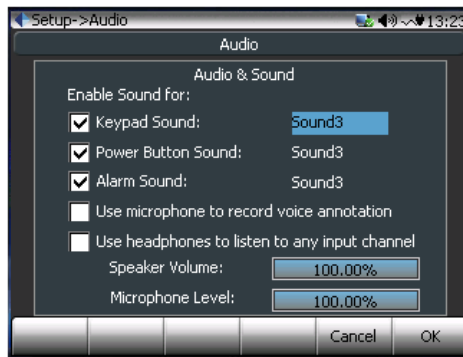 Setup->Audio 13:23
Audio
Audio & Sound
Enable Sound for:
Keypad Sound: Sound3
Power Button Sound: Sound3
Alarm Sound: Sound3
Use microphone to record voice annotation
Use headphones to listen to any input channel
Speaker Volume: 100.00%
Microphone Level: 100.00%
Cancel OK